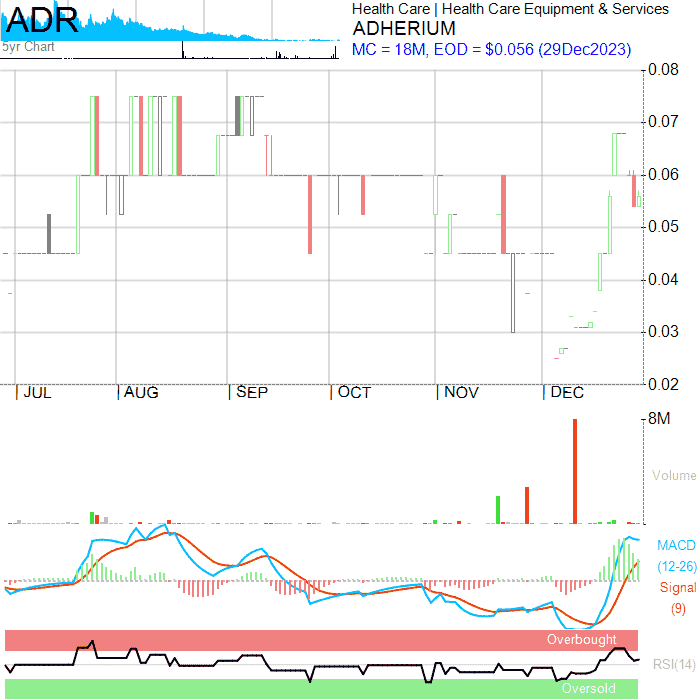 ADR
5yr Chart
Health Care | Health Care Equipment & Services
ADHERIUM
MC = 18M, EOD = $0.056 (29Dec2023)
0.08
0.07
0.06
0.05
0.04
0.03
0.02
JUL
AUG
SEP
OCT
NOV
DEC
8M
Volume
MACD
(12-26)
Signal
(9)
Overbought
RSI(14)
Oversold